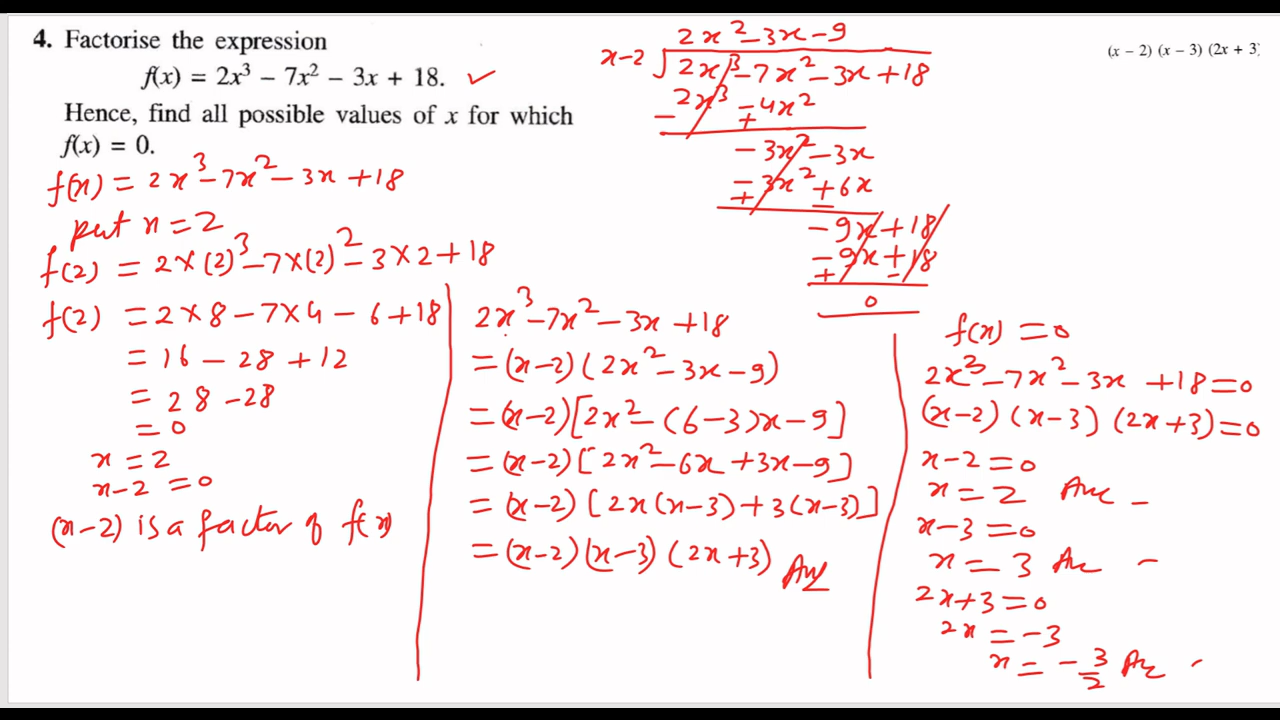 4. Factorise the expression
f(x) = 2x³ − 7x² − 3x + 18. ✓
Hence, find all possible values of x for which
f(x) = 0.
f(x) = 2x³ − 7x² − 3x + 18
put x = 2
f(2) = 2 × (2)³ − 7 × (2)² − 3 × 2 + 18
f(2) = 2 × 8 − 7 × 4 − 6 + 18
= 16 − 28 + 12
= 28 − 28
= 0
x = 2
x − 2 = 0
(x − 2) is a factor of f(x)
2x² − 3x − 9
x − 2 √ 2x³ − 7x² − 3x + 18
2x³ − 4x²
− +
− 3x² − 3x
− 3x² + 6x
+ −
− 9x + 18
− 9x + 18
+ −
0
(x − 2) (x − 3) (2x + 3)
2x³ − 7x² − 3x + 18
= (x − 2) (2x² − 3x − 9)
= (x − 2) [2x² − (6 − 3)x − 9]
= (x − 2) [2x² − 6x + 3x − 9]
= (x − 2) [2x(x − 3) + 3(x − 3)]
= (x − 2) (x − 3) (2x + 3) Ans
f(x) = 0
2x³ − 7x² − 3x + 18 = 0
(x − 2) (x − 3) (2x + 3) = 0
x − 2 = 0
x = 2 Ans −
x − 3 = 0
x = 3 Ans −
2x + 3 = 0
2x = − 3
x = − 3/2 Ans